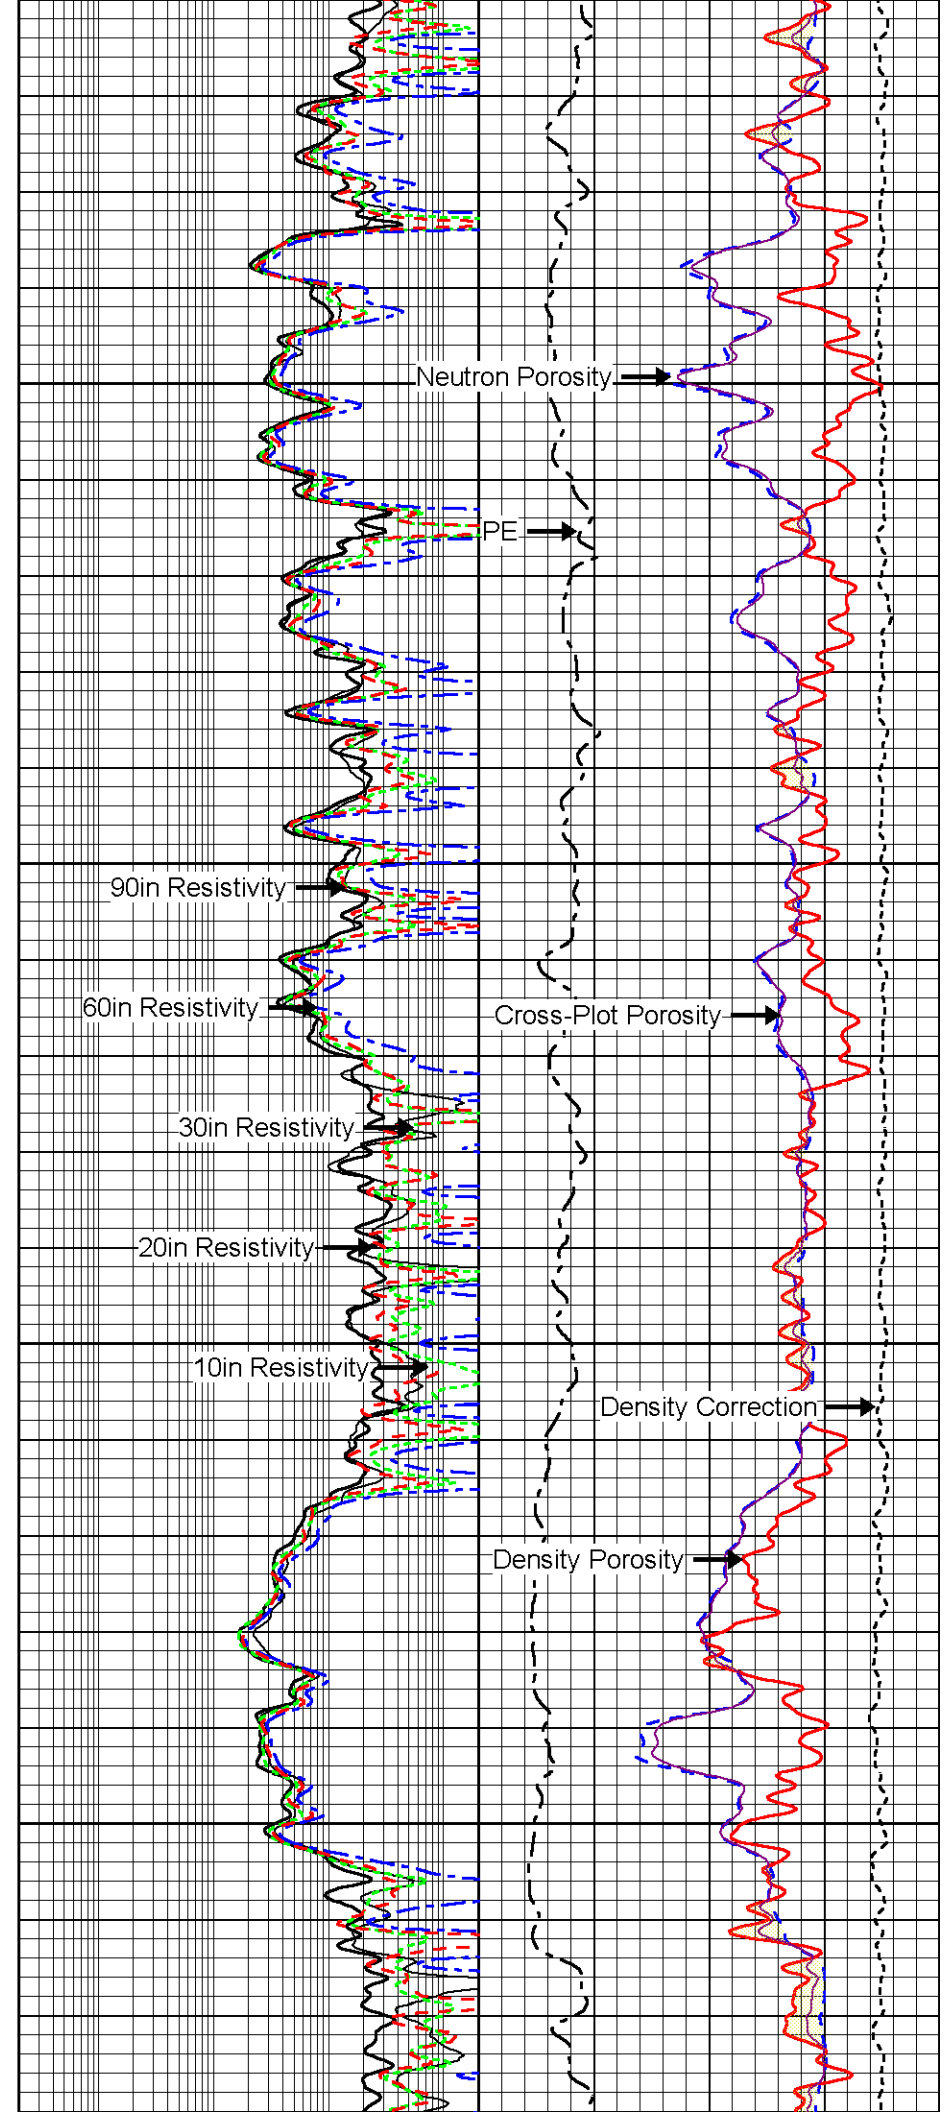 Neutron Porosity
PE
90in Resistivity
60in Resistivity
Cross-Plot Porosity
30in Resistivity
20in Resistivity
10in Resistivity
Density Correction
Density Porosity